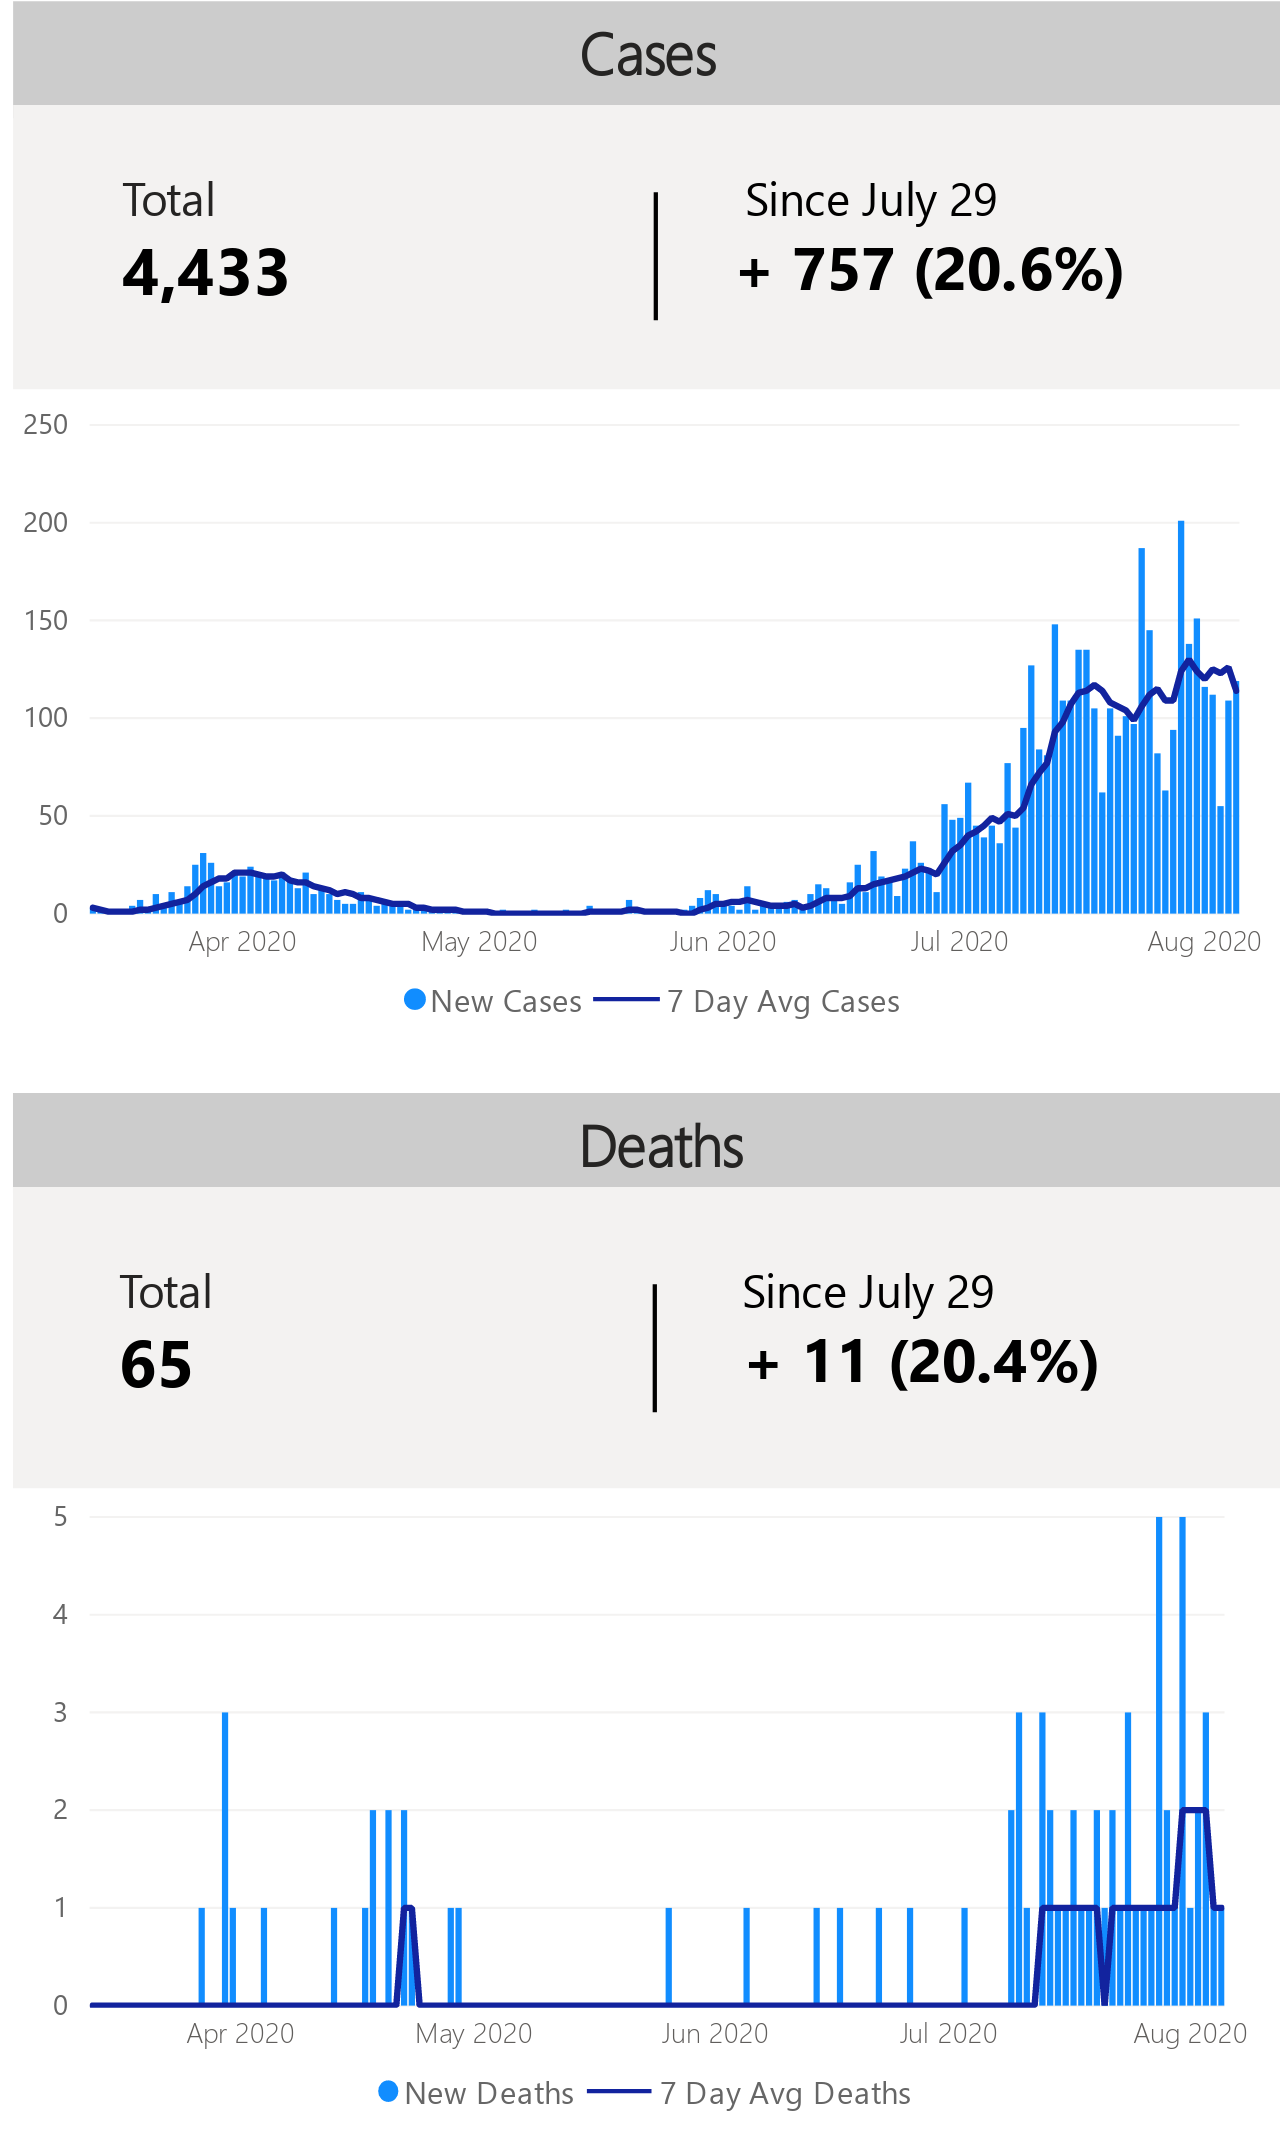 Cases
Total
Since July 29
4,433
+ 757 (20.6%)
250
200
150
100
50
0
Apr 2020
May 2020
Jun 2020
Jul 2020
Aug 2020
New Cases
7 Day Avg Cases
Deaths
Total
Since July 29
65
+ 11 (20.4%)
5
4
3
2
1
0
Apr 2020
May 2020
Jun 2020
Jul 2020
Aug 2020
New Deaths
7 Day Avg Deaths